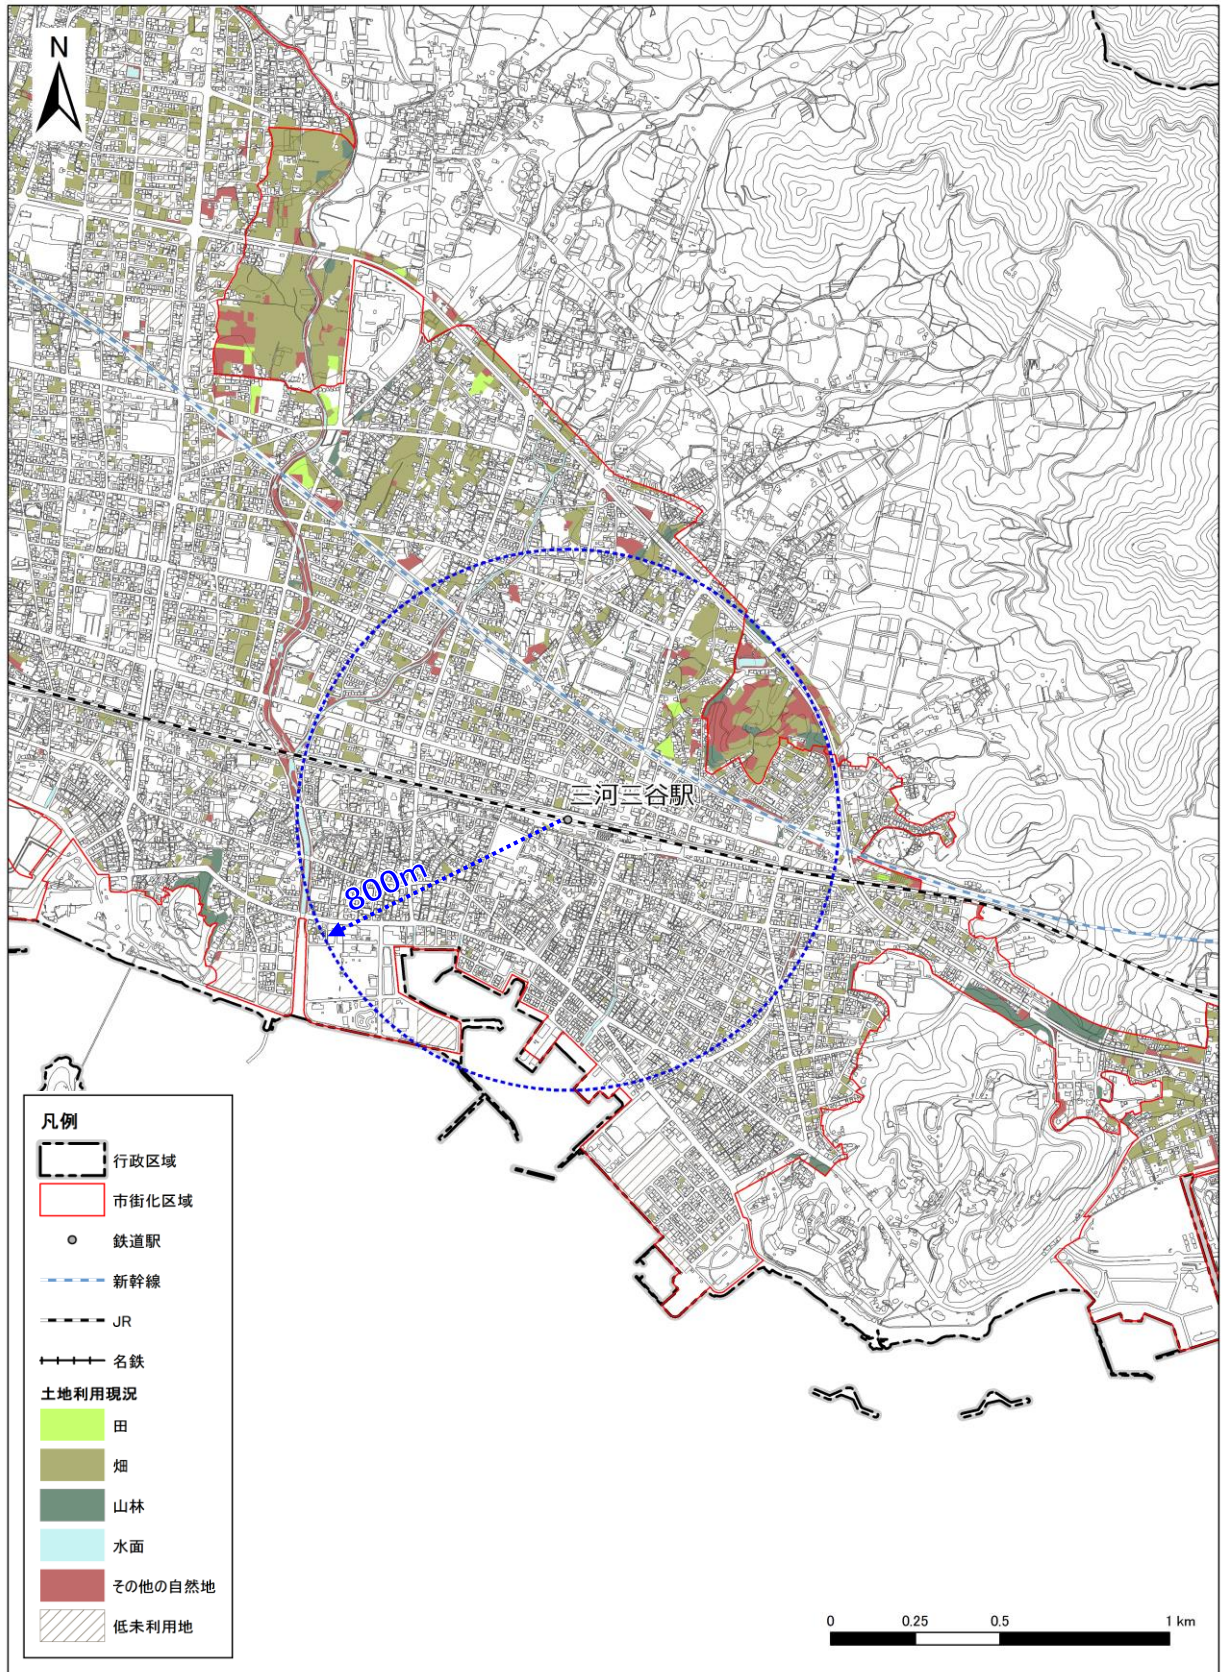 N
三河三谷駅
800m
凡例
行政区域
市街化区域
鉄道駅
新幹線
JR
名鉄
土地利用現況
田
畑
山林
水面
その他の自然地
低未利用地
0 0.25 0.5 1 km